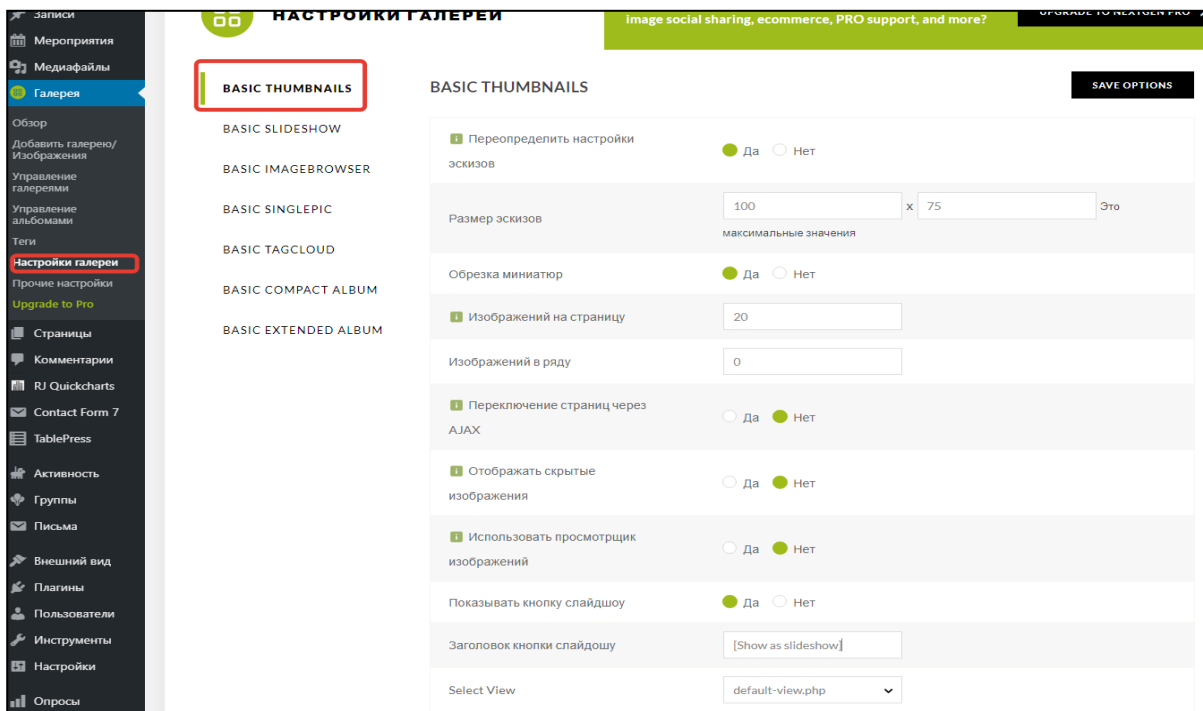 Записи
Мероприятия
Медиафайлы
Галерея
Обзор
Добавить галерею/
Изображения
Управление
галереями
Управление
альбомами
Теги
Настройки галереи
Прочие настройки
Upgrade to Pro
Страницы
Комментарии
RJ Quickcharts
Contact Form 7
TablePress
Активность
Группы
Письма
Внешний вид
Плагины
Пользователи
Инструменты
Настройки
Опросы
НАСТРОЙКИ ГАЛЕРЕИ
image social sharing, ecommerce, PRO support, and more?
UPGRADE TO NEXTGEN PRO
BASIC THUMBNAILS
BASIC SLIDESHOW
BASIC IMAGEBROWSER
BASIC SINGLEPIC
BASIC TAGCLOUD
BASIC COMPACT ALBUM
BASIC EXTENDED ALBUM
BASIC THUMBNAILS
SAVE OPTIONS
Переопределить настройки
эскизов
Да Нет
Размер эскизов
100 x 75 Это
максимальные значения
Обрезка миниатюр
Да Нет
Изображений на страницу
20
Изображений в ряду
0
Переключение страниц через
AJAX
Да Нет
Отображать скрытые
изображения
Да Нет
Использовать просмотрщик
изображений
Да Нет
Показывать кнопку слайдшоу
Да Нет
Заголовок кнопки слайдошу
[Show as slideshow]
Select View
default-view.php